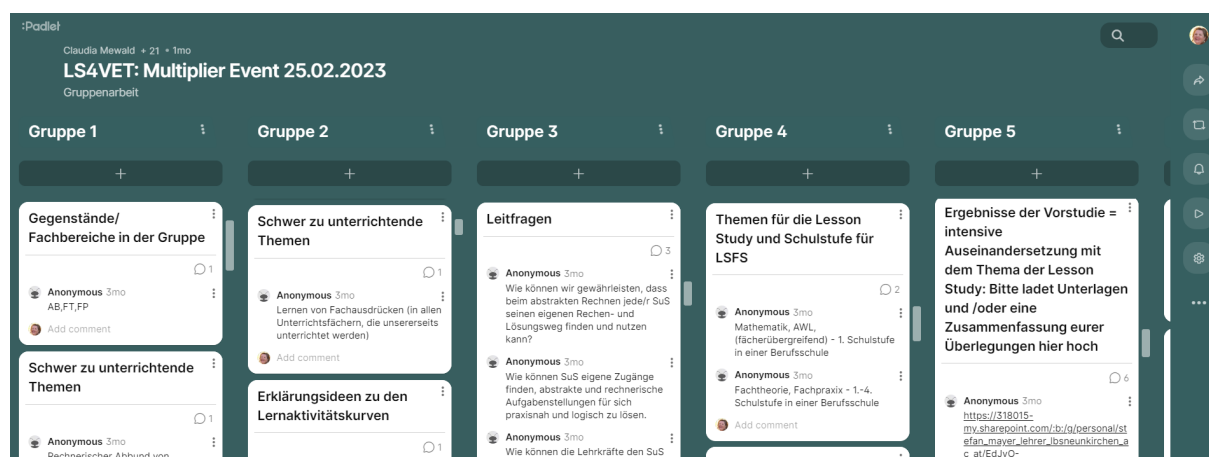 :Padlet
Claudia Mewald + 21 • 1mo
LS4VET: Multiplier Event 25.02.2023
Gruppenarbeit
Gruppe 1
Gegenstände/
Fachbereiche in der Gruppe
1
Anonymous 3mo
AB,FT,FP
Add comment
Schwer zu unterrichtende
Themen
1
Anonymous 3mo
Rechnerischer Abbund von
Gruppe 2
Schwer zu unterrichtende
Themen
1
Anonymous 3mo
Lernen von Fachausdrücken (in allen
Unterrichtsfächern, die unsererseits
unterrichtet werden)
Add comment
Erklärungsideen zu den
Lernaktivitätskurven
1
Gruppe 3
Leitfragen
3
Anonymous 3mo
Wie können wir gewährleisten, dass
beim abstrakten Rechnen jede/r SuS
seinen eigenen Rechen- und
Lösungsweg finden und nutzen
kann?
Anonymous 3mo
Wie können SuS eigene Zugänge
finden, abstrakte und rechnerische
Aufgabenstellungen für sich
praxisnah und logisch zu lösen.
Anonymous 3mo
Wie können die Lehrkräfte den SuS
Gruppe 4
Themen für die Lesson
Study und Schulstufe für
LSFS
2
Anonymous 3mo
Mathematik, AWL,
(fächerübergreifend) - 1. Schulstufe
in einer Berufsschule
Anonymous 3mo
Fachtheorie, Fachpraxis - 1.-4.
Schulstufe in einer Berufsschule
Add comment
Gruppe 5
Ergebnisse der Vorstudie =
intensive
Auseinandersetzung mit
dem Thema der Lesson
Study: Bitte ladet Unterlagen
und /oder eine
Zusammenfassung eurer
Überlegungen hier hoch
6
Anonymous 3mo
https://318015-
my.sharepoint.com/:b:/g/personal/st
efan_mayer_lehrer_lbsneunkirchen_a
c_at/EdJvO-